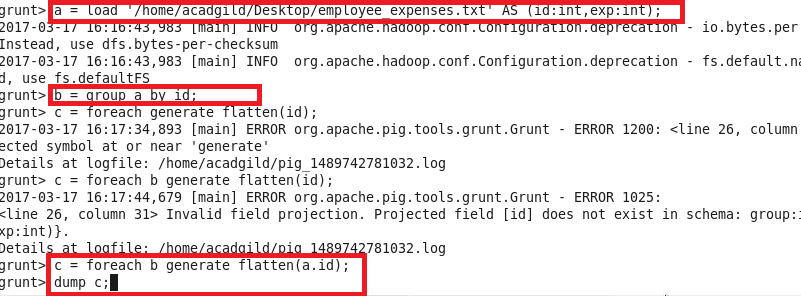 grunt> a = load '/home/acadgild/Desktop/employee_expenses.txt' AS (id:int,exp:int);
2017-03-17 16:16:43,983 [main] INFO  org.apache.hadoop.conf.Configuration.deprecation - io.bytes.per
Instead, use dfs.bytes-per-checksum
2017-03-17 16:16:43,983 [main] INFO  org.apache.hadoop.conf.Configuration.deprecation - fs.default.na
d, use fs.defaultFS
grunt> b = group a by id;
grunt> c = foreach generate flatten(id);
2017-03-17 16:17:34,893 [main] ERROR org.apache.pig.tools.grunt.Grunt - ERROR 1200: <line 26, column
ected symbol at or near 'generate'
Details at logfile: /home/acadgild/pig_1489742781032.log
grunt> c = foreach b generate flatten(id);
2017-03-17 16:17:44,679 [main] ERROR org.apache.pig.tools.grunt.Grunt - ERROR 1025:
<line 26, column 31> Invalid field projection. Projected field [id] does not exist in schema: group:i
xp:int)}.
Details at logfile: /home/acadgild/pig_1489742781032.log
grunt> c = foreach b generate flatten(a.id);
grunt> dump c;